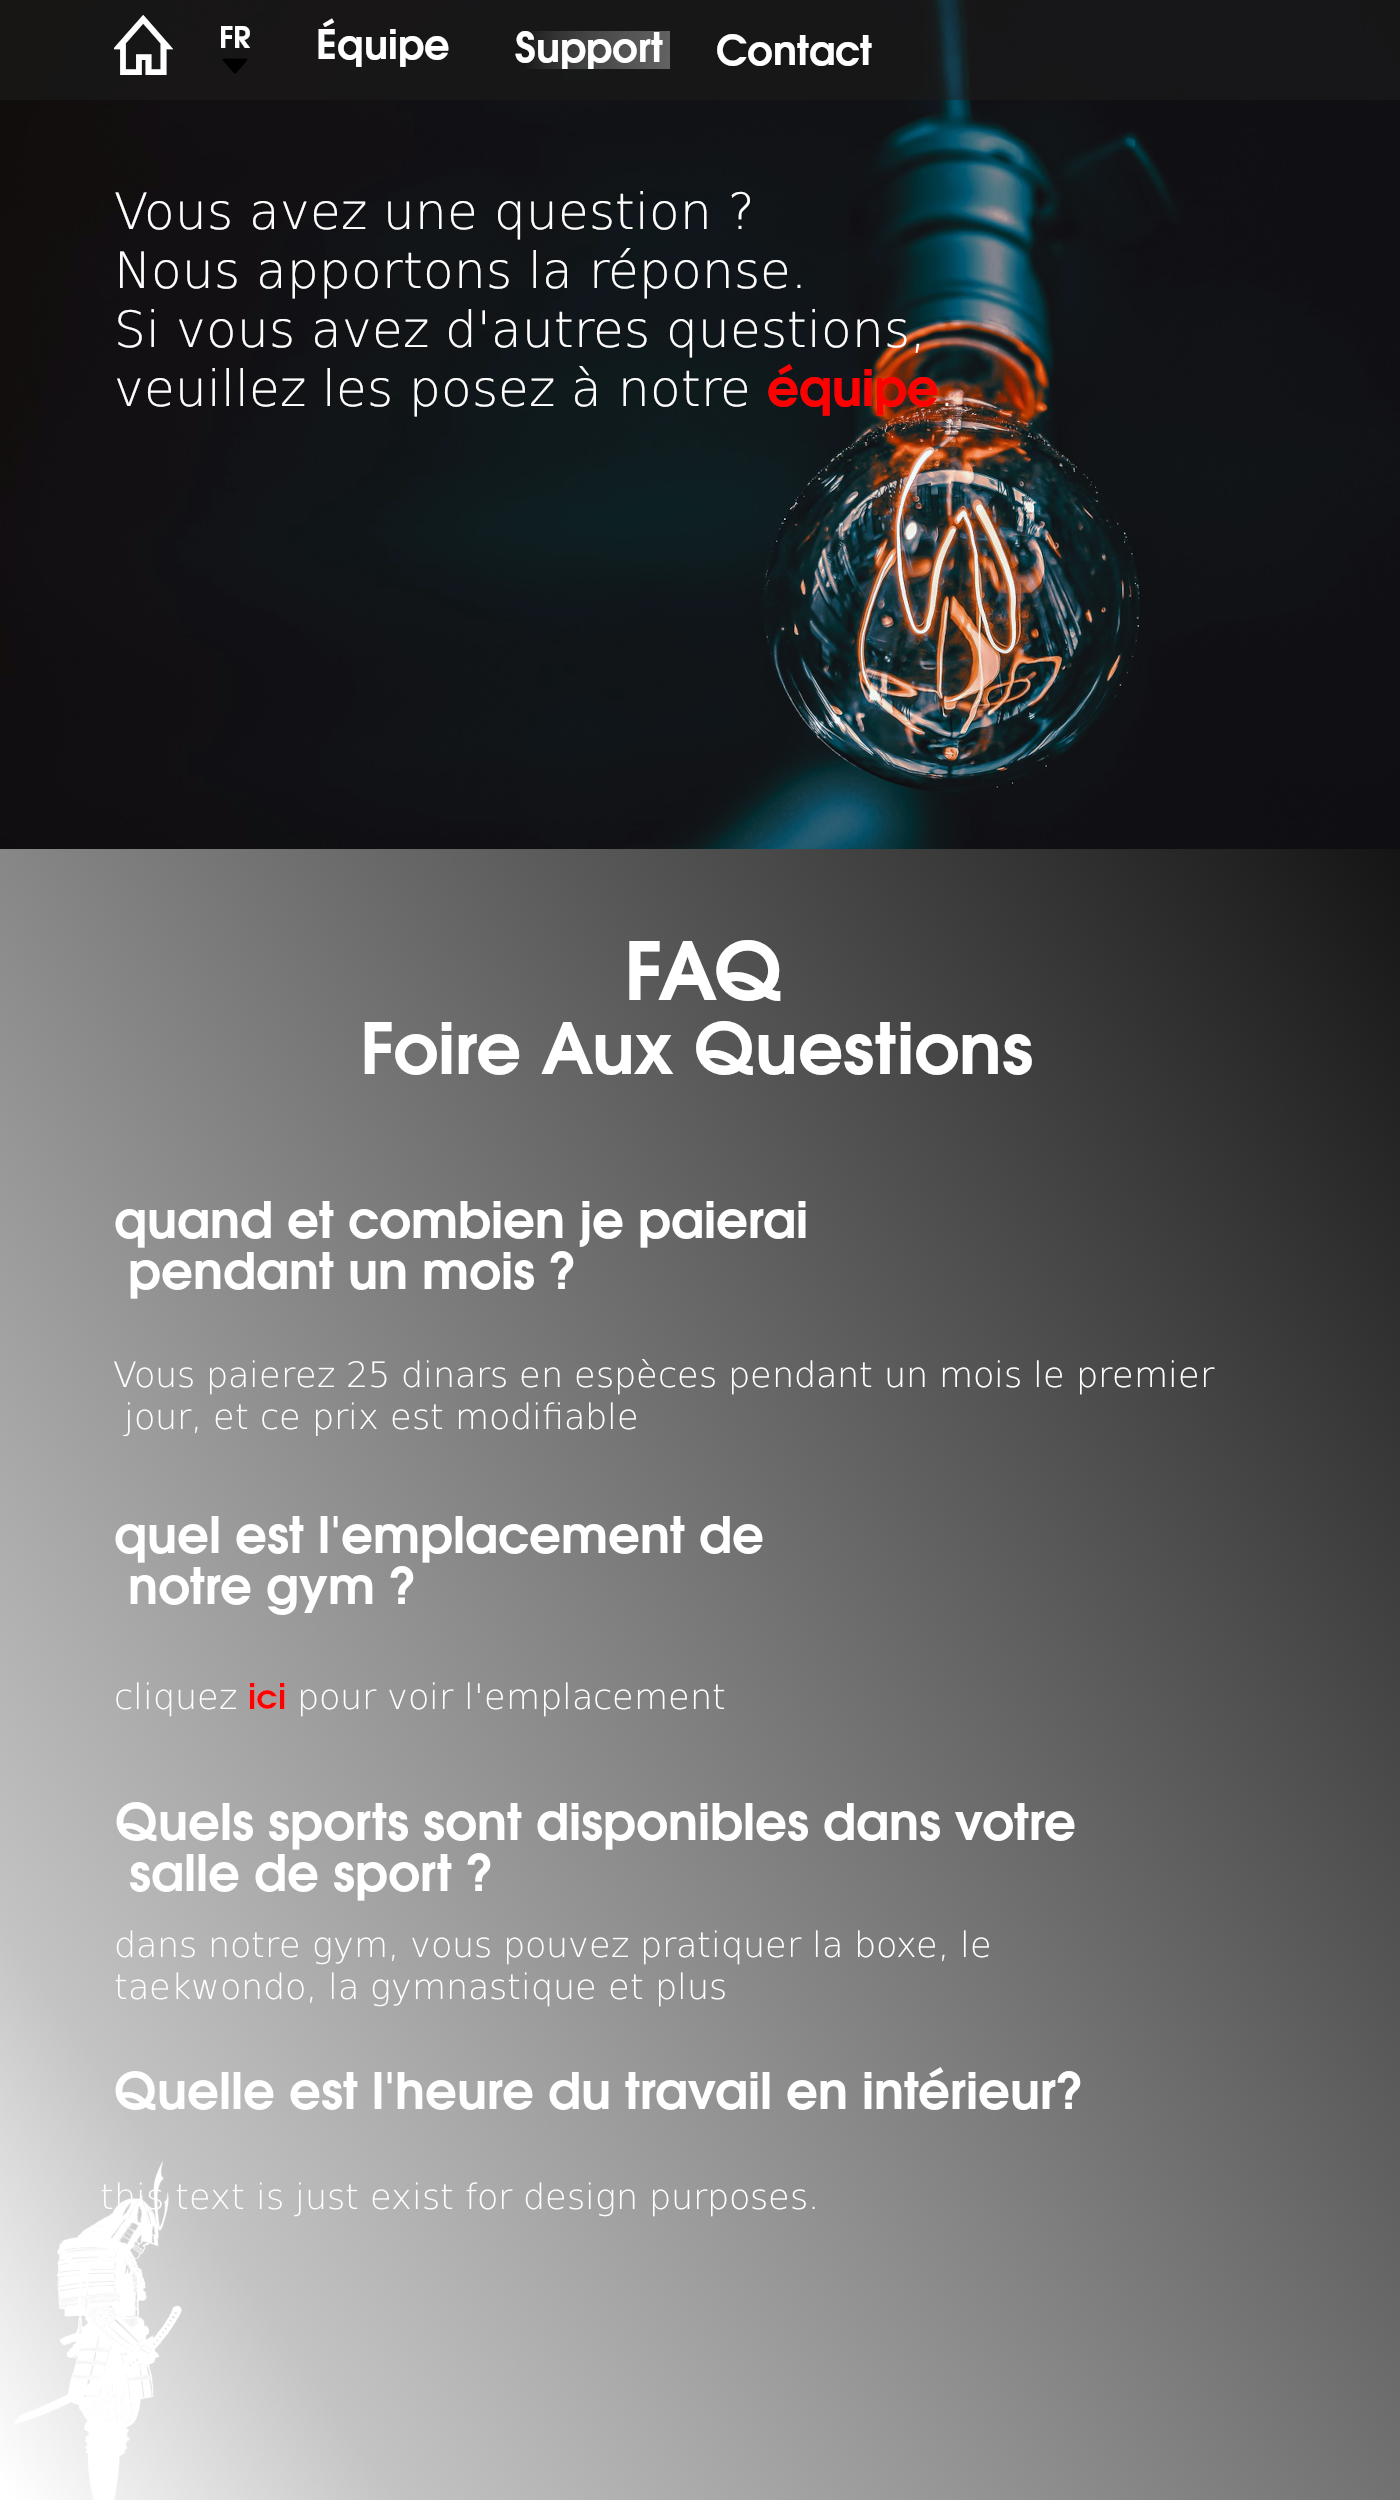 FR
Équipe
Support
Contact
Vous avez une question ?
Nous apportons la réponse.
Si vous avez d'autres questions,
veuillez les posez à notre équipe.
FAQ
Foire Aux Questions
quand et combien je paierai
pendant un mois ?
Vous paierez 25 dinars en espèces pendant un mois le premier
jour, et ce prix est modifiable
quel est l'emplacement de
notre gym ?
cliquez ici pour voir l'emplacement
Quels sports sont disponibles dans votre
salle de sport ?
dans notre gym, vous pouvez pratiquer la boxe, le
taekwondo, la gymnastique et plus
Quelle est l'heure du travail en intérieur?
this text is just exist for design purposes.